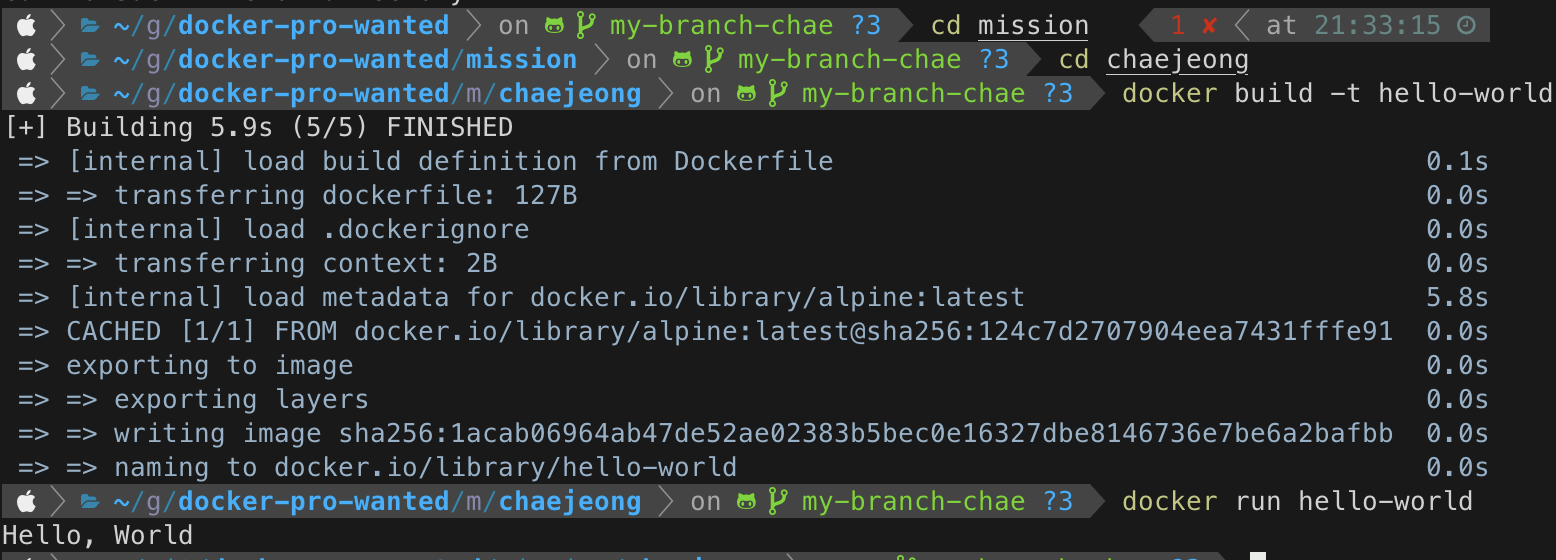 ~/g/docker-pro-wanted on my-branch-chae ?3 cd mission 1 ✘ at 21:33:15
~/g/docker-pro-wanted/mission on my-branch-chae ?3 cd chaejeong
~/g/docker-pro-wanted/m/chaejeong on my-branch-chae ?3 docker build -t hello-world
[+] Building 5.9s (5/5) FINISHED
=> [internal] load build definition from Dockerfile 0.1s
=> => transferring dockerfile: 127B 0.0s
=> [internal] load .dockerignore 0.0s
=> => transferring context: 2B 0.0s
=> [internal] load metadata for docker.io/library/alpine:latest 5.8s
=> CACHED [1/1] FROM docker.io/library/alpine:latest@sha256:124c7d2707904eea7431fffe91 0.0s
=> exporting to image 0.0s
=> => exporting layers 0.0s
=> => writing image sha256:1acab06964ab47de52ae02383b5bec0e16327dbe8146736e7be6a2bafbb 0.0s
=> => naming to docker.io/library/hello-world 0.0s
~/g/docker-pro-wanted/m/chaejeong on my-branch-chae ?3 docker run hello-world
Hello, World